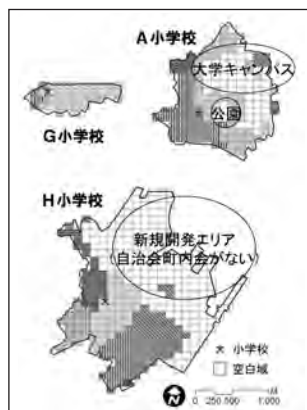 A小学校
大学キャンパス
公園
G小学校
H小学校
新規開発エリア
自治会町内会がない
小学校
空白域
0 250 500 1,000
M